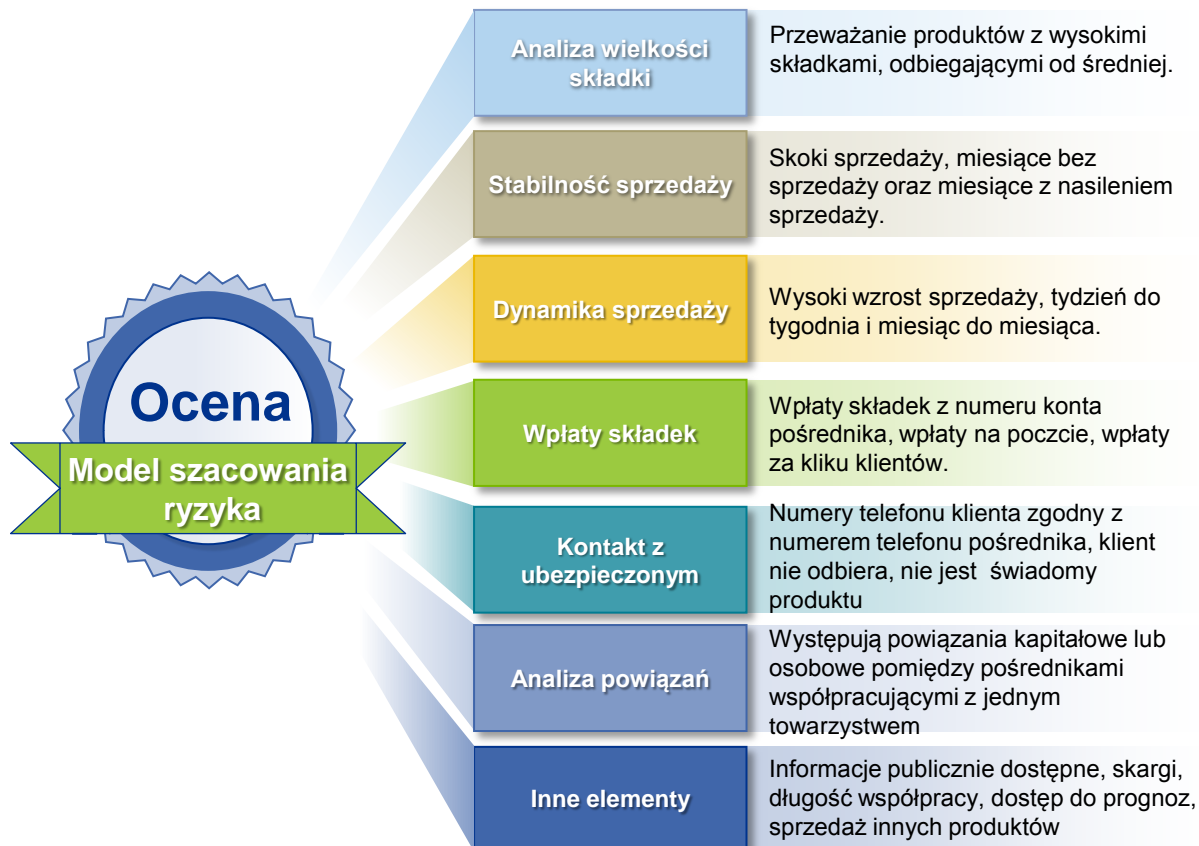 Ocena
Model szacowania
ryzyka
Analiza wielkości
składki
Przeważanie produktów z wysokimi
składkami, odbiegającymi od średniej.
Stabilność sprzedaży
Skoki sprzedaży, miesiące bez
sprzedaży oraz miesiące z nasileniem
sprzedaży.
Dynamika sprzedaży
Wysoki wzrost sprzedaży, tydzień do
tygodnia i miesiąc do miesiąca.
Wpłaty składek
Wpłaty składek z numeru konta
pośrednika, wpłaty na poczcie, wpłaty
za kliku klientów.
Kontakt z
ubezpieczonym
Numery telefonu klienta zgodny z
numerem telefonu pośrednika, klient
nie odbiera, nie jest świadomy
produktu
Analiza powiązań
Występują powiązania kapitałowe lub
osobowe pomiędzy pośrednikami
współpracującymi z jednym
towarzystwem
Inne elementy
Informacje publicznie dostępne, skargi,
długość współpracy, dostęp do prognoz,
sprzedaż innych produktów